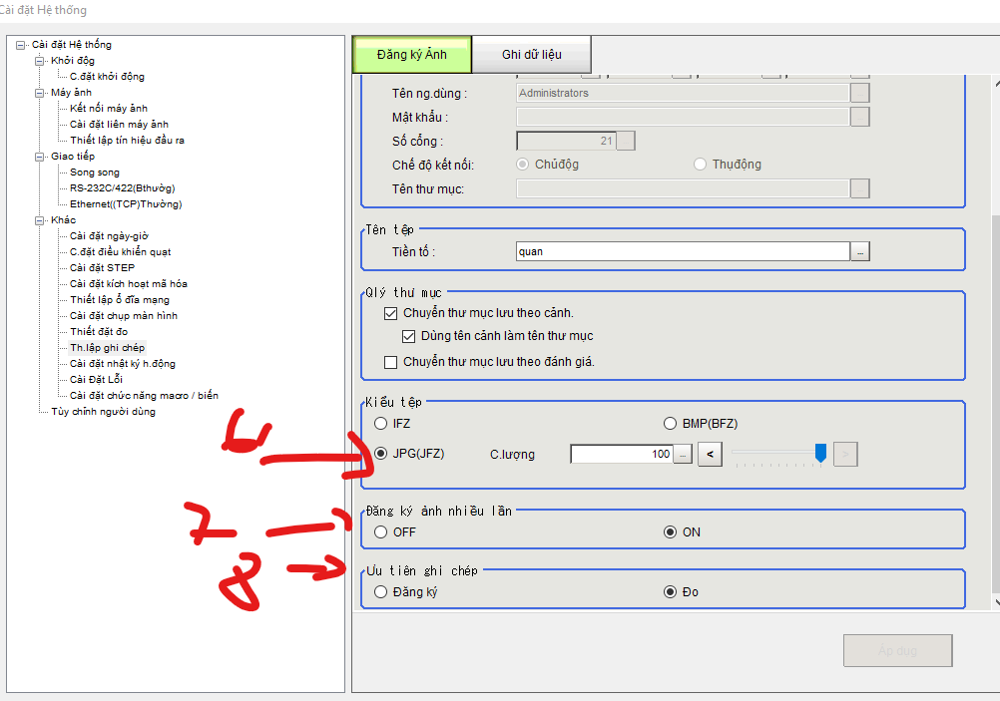 Cài đặt Hệ thống
Cài đặt Hệ thống
Khởi độg
C.đặt khởi động
Máy ảnh
Kết nối máy ảnh
Cài đặt liên máy ảnh
Thiết lập tín hiệu đầu ra
Giao tiếp
Song song
RS-232C/422(Bthườg)
Ethernet((TCP)Thường)
Khác
Cài đặt ngày-giờ
C.đặt điều khiển quạt
Cài đặt STEP
Cài đặt kích hoạt mã hóa
Thiết lập ổ đĩa mạng
Cài đặt chụp màn hình
Thiết đặt đo
Th.lập ghi chép
Cài đặt nhật ký h.động
Cài Đặt Lỗi
Cài đặt chức năng macro / biến
Tùy chỉnh người dùng
Đăng ký Ảnh
Ghi dữ liệu
Tên ng.dùng :
Administrators
Mật khẩu :
Số cổng :
21
Chế độ kết nối:
Chủđộg
Thụđộng
Tên thư mục:
Tên tệp
Tiền tố :
quan
...
Qlý thư mục
Chuyển thư mục lưu theo cảnh.
Dùng tên cảnh làm tên thư mục
Chuyển thư mục lưu theo đánh giá.
Kiểu tệp
IFZ
BMP(BFZ)
JPG(JFZ)
C.lượng
100
...
<
>
Đăng ký ảnh nhiều lần
OFF
ON
Ưu tiên ghi chép
Đăng ký
Đo
Áp dụg
6
7
8